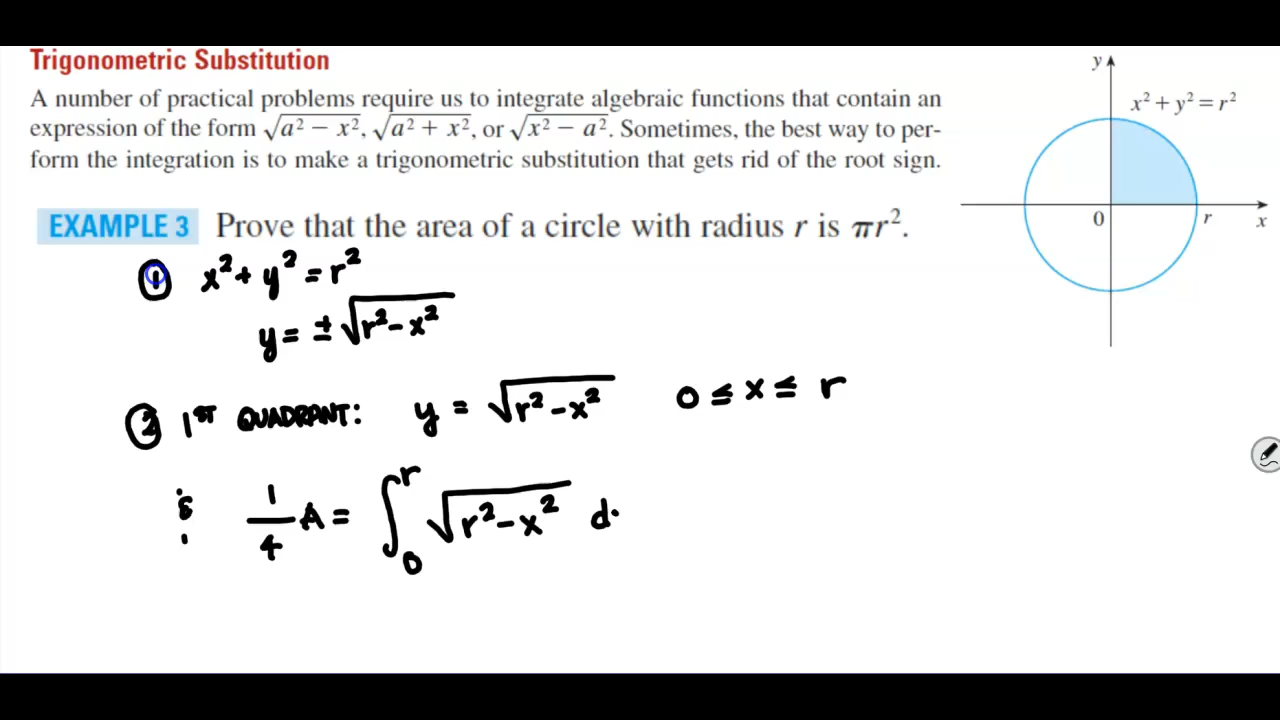 Trigonometric Substitution
A number of practical problems require us to integrate algebraic functions that contain an
expression of the form √(a² − x²), √(a² + x²), or √(x² − a²). Sometimes, the best way to per-
form the integration is to make a trigonometric substitution that gets rid of the root sign.
EXAMPLE 3 Prove that the area of a circle with radius r is πr².
① x² + y² = r²
y = ±√(r² − x²)
② 1ST QUADRANT: y = √(r² − x²) 0 ≤ x ≤ r
1/4 A = ∫₀ʳ √(r² − x²) d
y
x² + y² = r²
0 r x